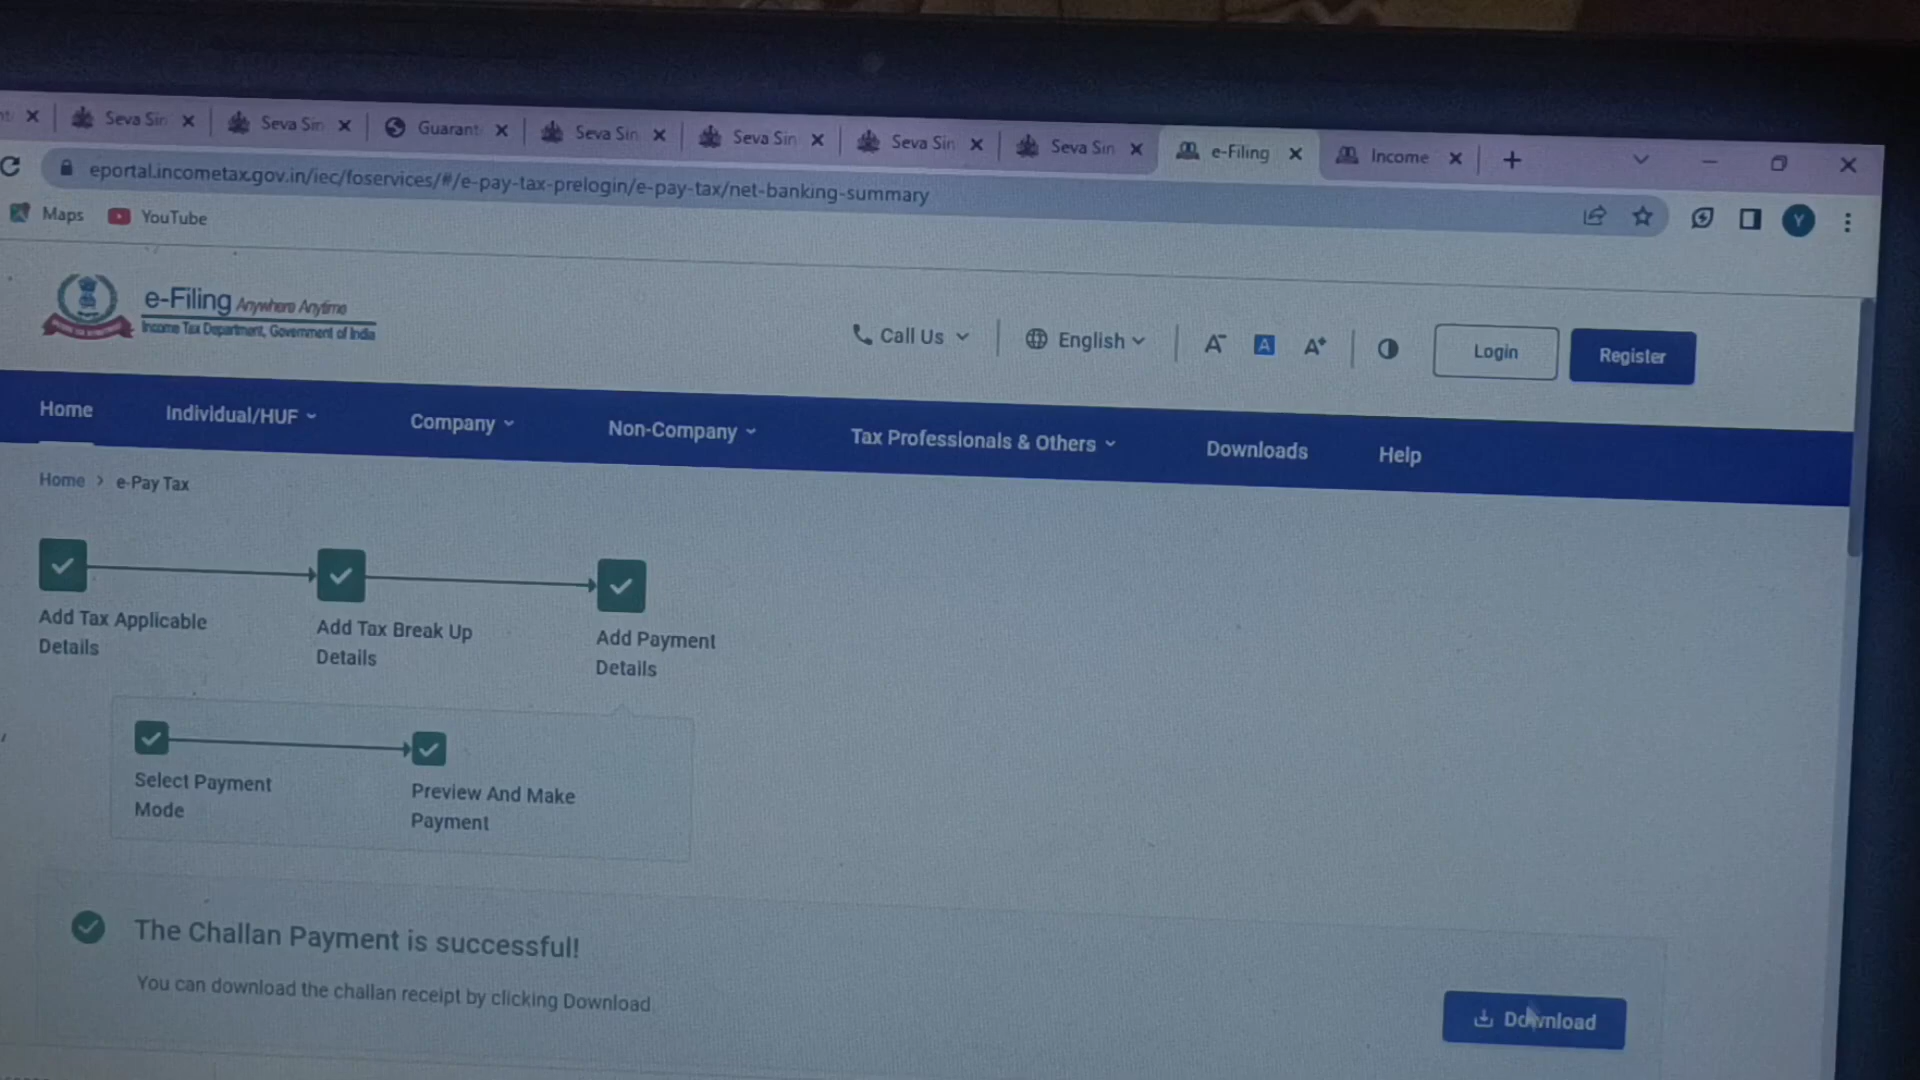 Seva Sin
Seva Sin
Guarant
Seva Sin
Seva Sin
Seva Sin
Seva Sin
e-Filing
Income
eportal.incometax.gov.in/iec/foservices/#/e-pay-tax-prelogin/e-pay-tax/net-banking-summary
Y
Maps
YouTube
e-Filing Anywhere Anytime
Income Tax Department, Government of India
Call Us
English
A-
A
A+
Login
Register
Home
Individual/HUF
Company
Non-Company
Tax Professionals & Others
Downloads
Help
Home > e-Pay Tax
Add Tax Applicable
Details
Add Tax Break Up
Details
Add Payment
Details
Select Payment
Mode
Preview And Make
Payment
The Challan Payment is successful!
You can download the challan receipt by clicking Download
Download